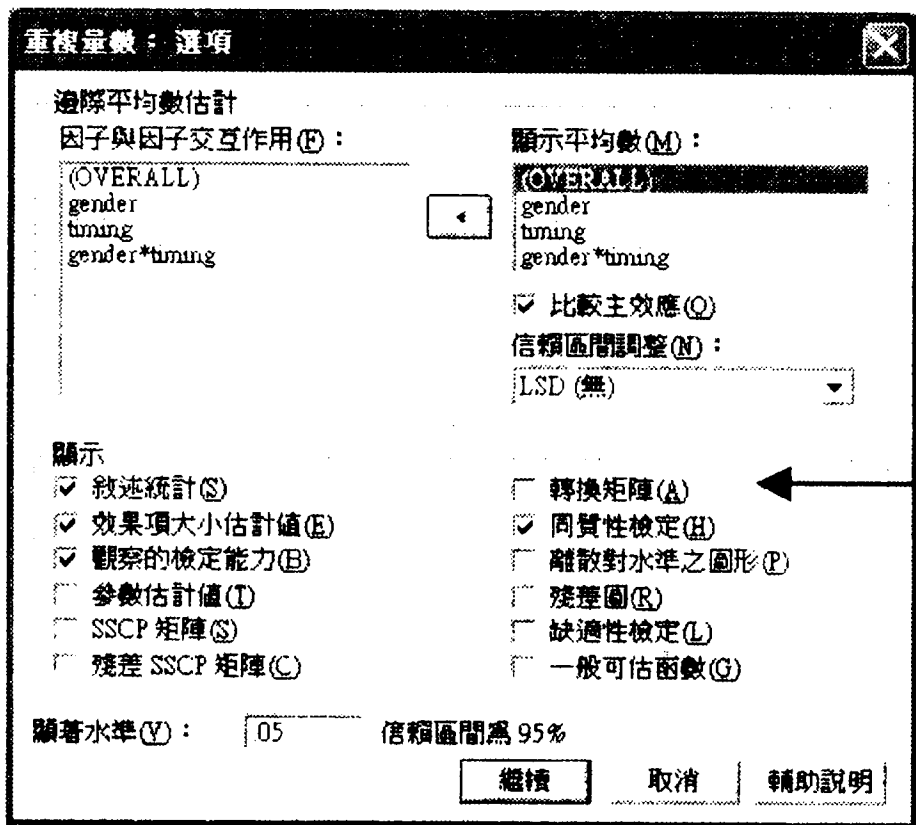 重複量數：選項
邊際平均數估計
因子與因子交互作用(F)：
(OVERALL)
gender
timing
gender*timing
顯示平均數(M)：
(OVERALL)
gender
timing
gender*timing
比較主效應(O)
信賴區間調整(N)：
LSD (無)
顯示
敘述統計(S)
效果項大小估計值(E)
觀察的檢定能力(B)
參數估計值(T)
SSCP 矩陣(S)
殘差 SSCP 矩陣(C)
轉換矩陣(A)
同質性檢定(H)
離散對水準之圖形(P)
殘差圖(R)
缺適性檢定(L)
一般可估函數(G)
顯著水準(V)： .05 信賴區間為 95%
繼續 取消 輔助說明